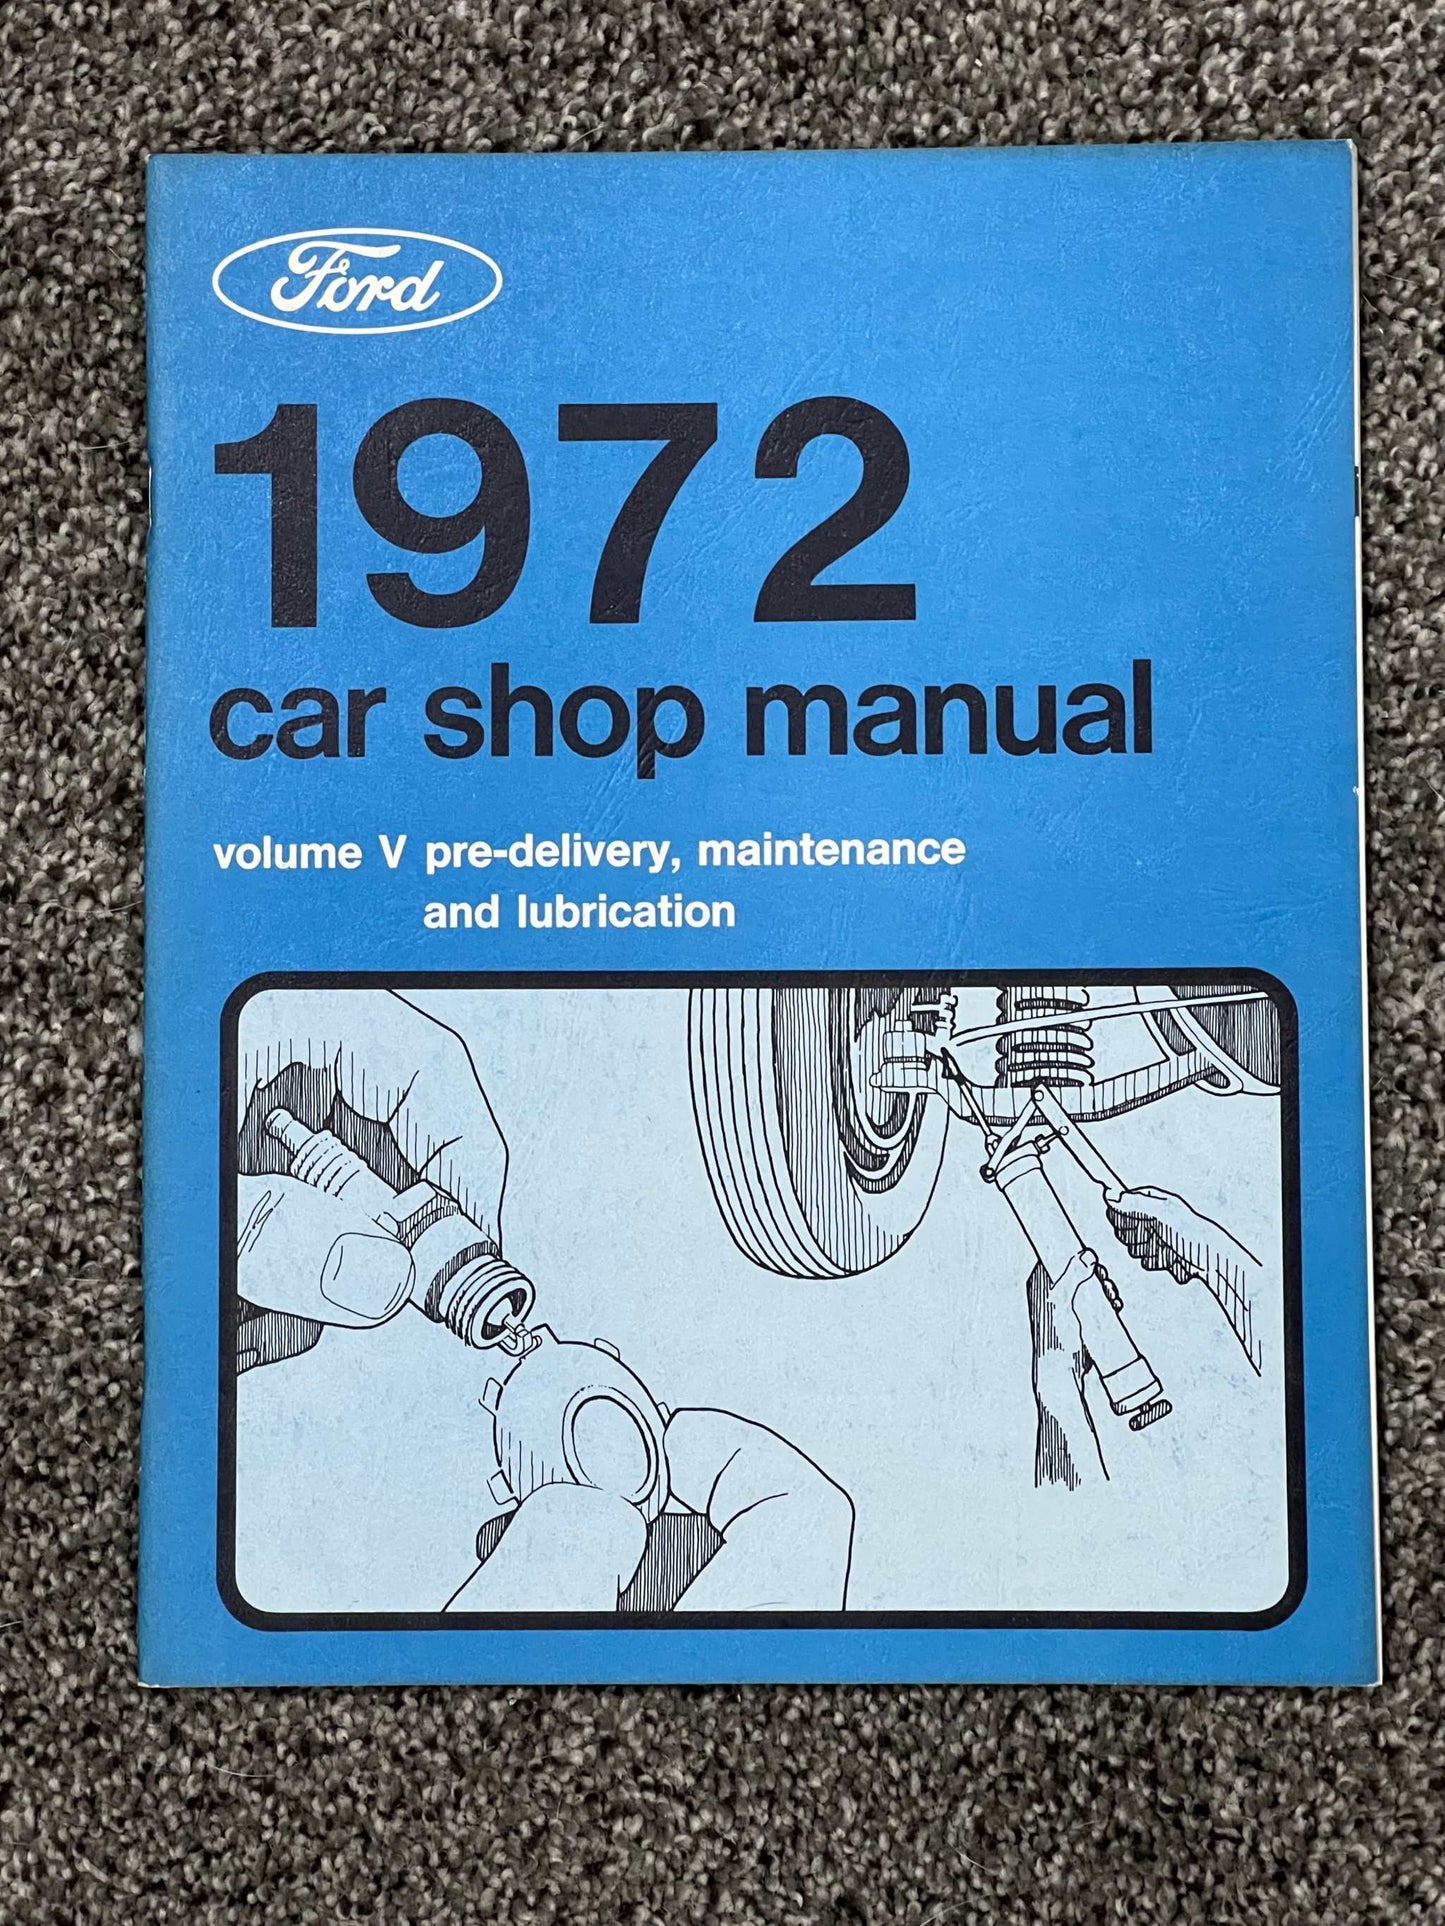 Ford
1972
car shop manual
volume V pre-delivery, maintenance
and lubrication